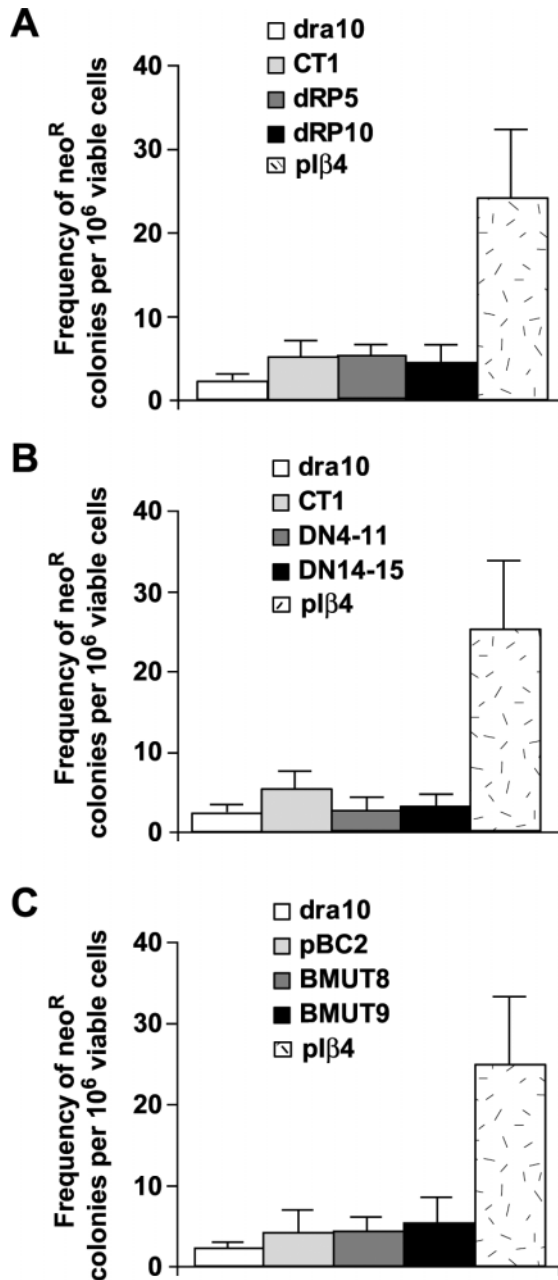 A
dra10
CT1
dRP5
dRP10
pIβ4
Frequency of neoR
colonies per 10⁶ viable cells
40
30
20
10
0
B
dra10
CT1
DN4-11
DN14-15
pIβ4
Frequency of neoR
colonies per 10⁶ viable cells
40
30
20
10
0
C
dra10
pBC2
BMUT8
BMUT9
pIβ4
Frequency of neoR
colonies per 10⁶ viable cells
40
30
20
10
0